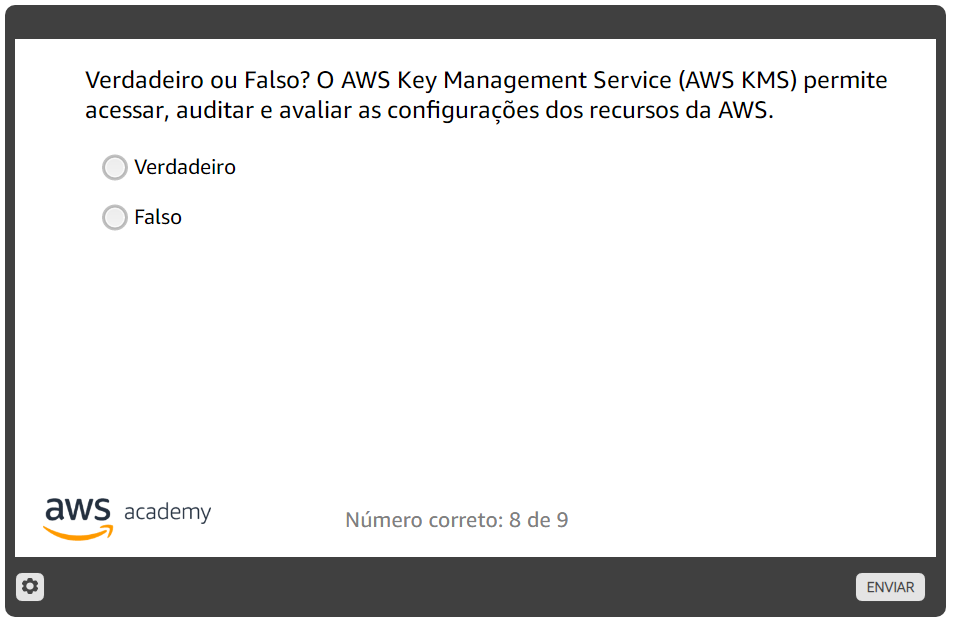 Verdadeiro ou Falso? O AWS Key Management Service (AWS KMS) permite
acessar, auditar e avaliar as configurações dos recursos da AWS.
Verdadeiro
Falso
aws academy
Número correto: 8 de 9
ENVIAR